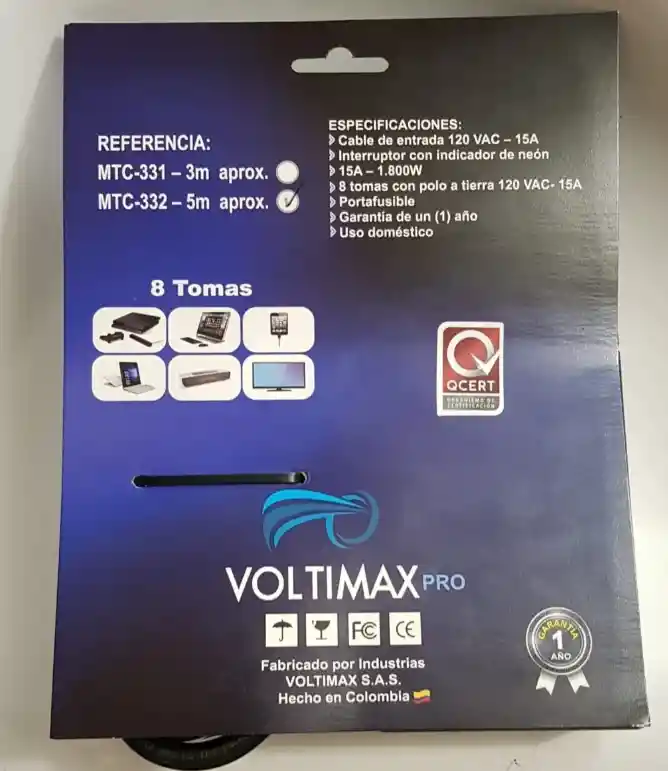 REFERENCIA:
MTC-331 – 3m aprox.
MTC-332 – 5m aprox.
ESPECIFICACIONES:
Cable de entrada 120 VAC – 15A
Interruptor con indicador de neón
15A – 1.800W
8 tomas con polo a tierra 120 VAC- 15A
Portafusible
Garantía de un (1) año
Uso doméstico
8 Tomas
QCERT
ORGANISMO DE
CERTIFICACIÓN
VOLTIMAX PRO
FC CE
GARANTIA
1
AÑO
Fabricado por Industrias
VOLTIMAX S.A.S.
Hecho en Colombia